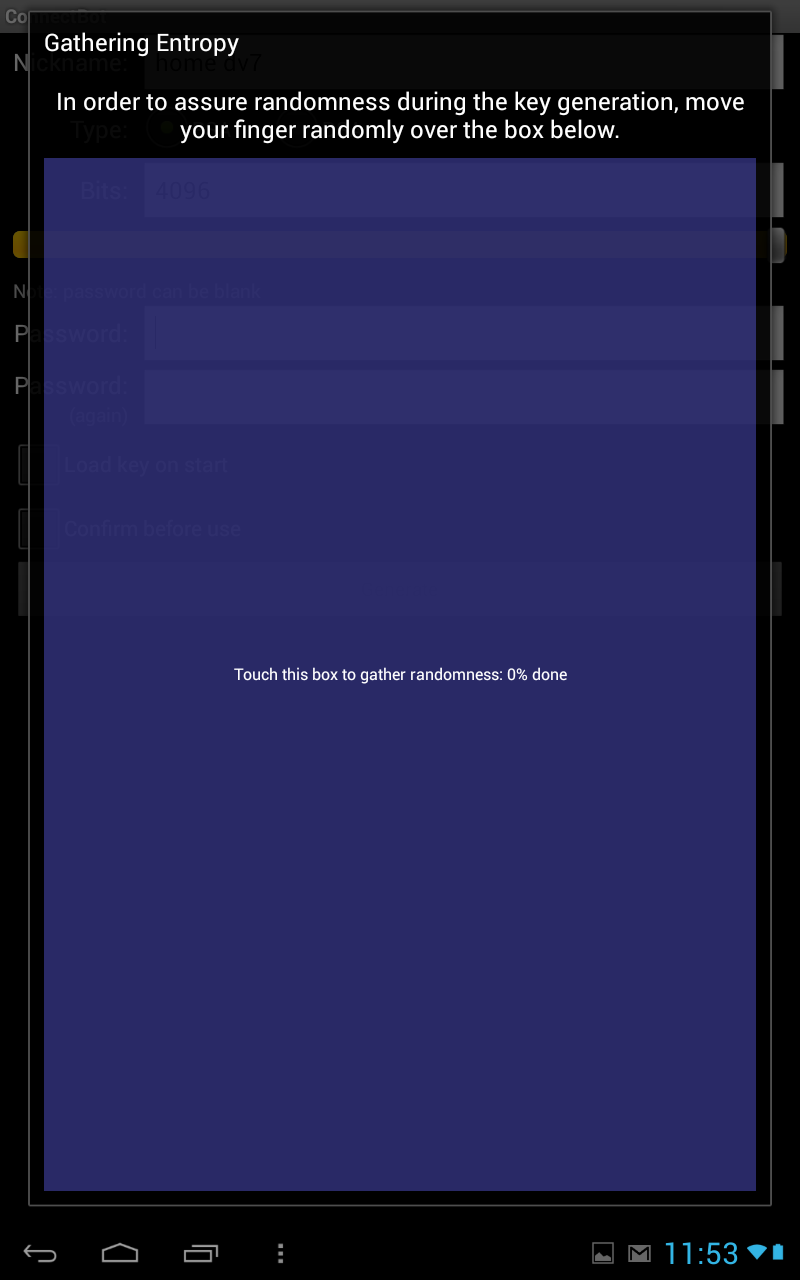 ConnectBot
Gathering Entropy
Nickname: home dv7
In order to assure randomness during the key generation, move
your finger randomly over the box below.
Type:
Bits: 4096
Note: password can be blank
Password:
Password:
(again)
Load key on start
Confirm before use
Touch this box to gather randomness: 0% done
11:53